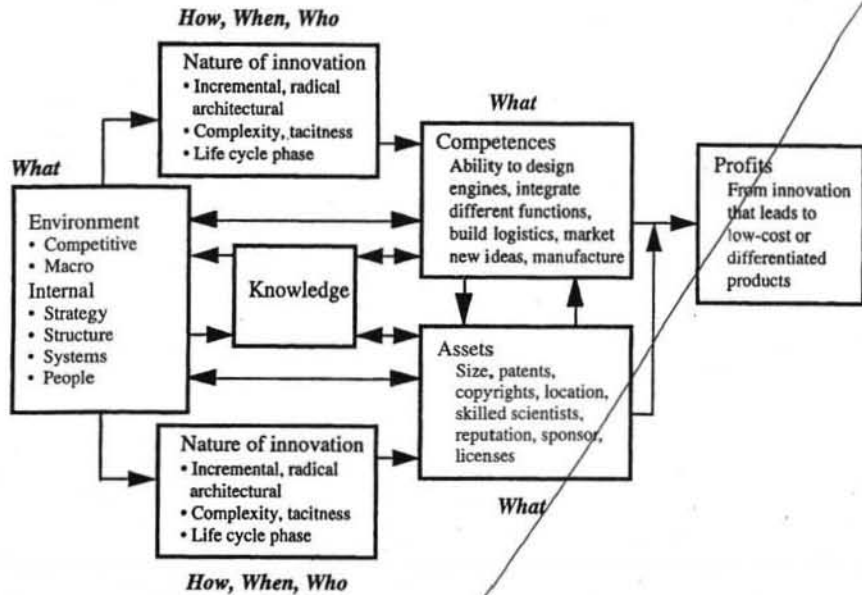 How, When, Who
Nature of innovation
• Incremental, radical
architectural
• Complexity, tacitness
• Life cycle phase
What
Environment
• Competitive
• Macro
Internal
• Strategy
• Structure
• Systems
• People
Knowledge
What
Competences
Ability to design
engines, integrate
different functions,
build logistics, market
new ideas, manufacture
Assets
Size, patents,
copyrights, location,
skilled scientists,
reputation, sponsor,
licenses
What
Profits
From innovation
that leads to
low-cost or
differentiated
products
Nature of innovation
• Incremental, radical
architectural
• Complexity, tacitness
• Life cycle phase
How, When, Who